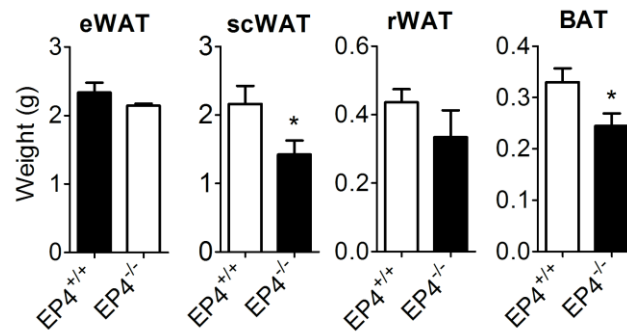 eWAT
scWAT
rWAT
BAT
Weight (g)
3
2
1
0
EP4+/+
EP4-/-
3
2
1
0
EP4+/+
EP4-/-
*
0.6
0.4
0.2
0.0
EP4+/+
EP4-/-
0.4
0.3
0.2
0.1
0.0
EP4+/+
EP4-/-
*